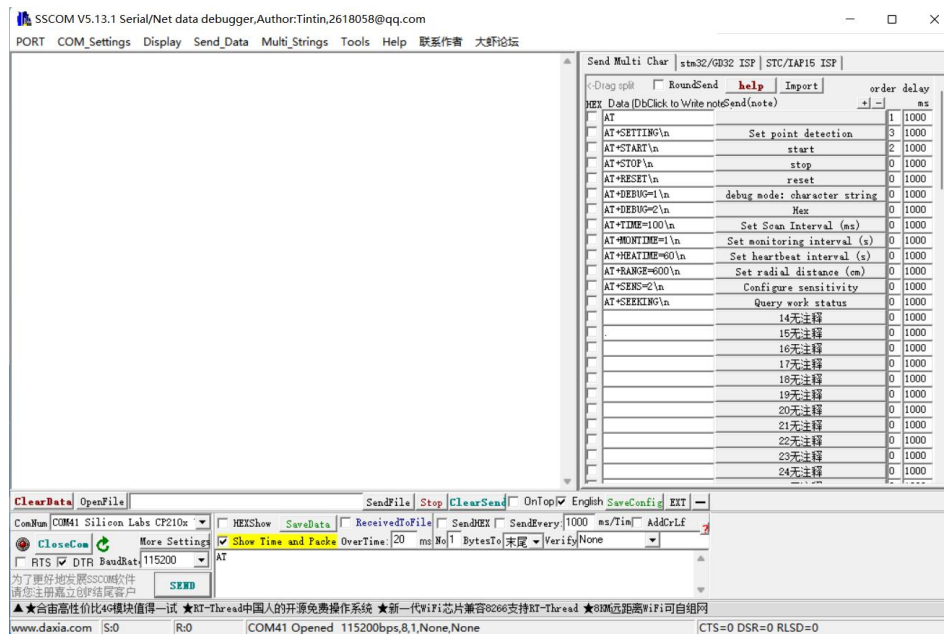 SSCOM V5.13.1 Serial/Net data debugger,Author:Tintin,2618058@qq.com
PORT COM_Settings Display Send_Data Multi_Strings Tools Help 联系作者 大虾论坛
Send Multi Char stm32/GD32 ISP STC/IAP15 ISP
<-Drag split RoundSend help Import order delay
HEX Data (DbClick to Write note Send(note) + - ms
AT 1 1000
AT+SETTING\n Set point detection 3 1000
AT+START\n start 2 1000
AT+STOP\n stop 0 1000
AT+RESET\n reset 0 1000
AT+DEBUG=1\n debug mode: character string 0 1000
AT+DEBUG=2\n Hex 0 1000
AT+TIME=100\n Set Scan Interval (ms) 0 1000
AT+MONTIME=1\n Set monitoring interval (s) 0 1000
AT+HEATIME=60\n Set heartbeat interval (s) 0 1000
AT+RANGE=600\n Set radial distance (cm) 0 1000
AT+SENS=2\n Configure sensitivity 0 1000
AT+SEEKING\n Query work status 0 1000
14无注释 0 1000
. 15无注释 0 1000
16无注释 0 1000
17无注释 0 1000
18无注释 0 1000
19无注释 0 1000
20无注释 0 1000
21无注释 0 1000
22无注释 0 1000
23无注释 0 1000
24无注释 0 1000
ClearData OpenFile SendFile Stop ClearSend OnTop English SaveConfig EXT —
ComNum COM41 Silicon Labs CP210x HEXShow SaveData ReceivedToFile SendHEX SendEvery: 1000 ms/Tim AddCrLf
CloseCom More Settings Show Time and Packe OverTime: 20 ms No 1 BytesTo 末尾 Verify None ?
RTS DTR BaudRat 115200 AT
为了更好地发展SSCOM软件
请您注册嘉立创结尾客户 SEND
▲★合宙高性价比4G模块值得一试 ★RT-Thread中国人的开源免费操作系统 ★新一代WiFi芯片兼容8266支持RT-Thread ★8KM远距离WiFi可自组网
www.daxia.com S:0 R:0 COM41 Opened 115200bps,8,1,None,None CTS=0 DSR=0 RLSD=0